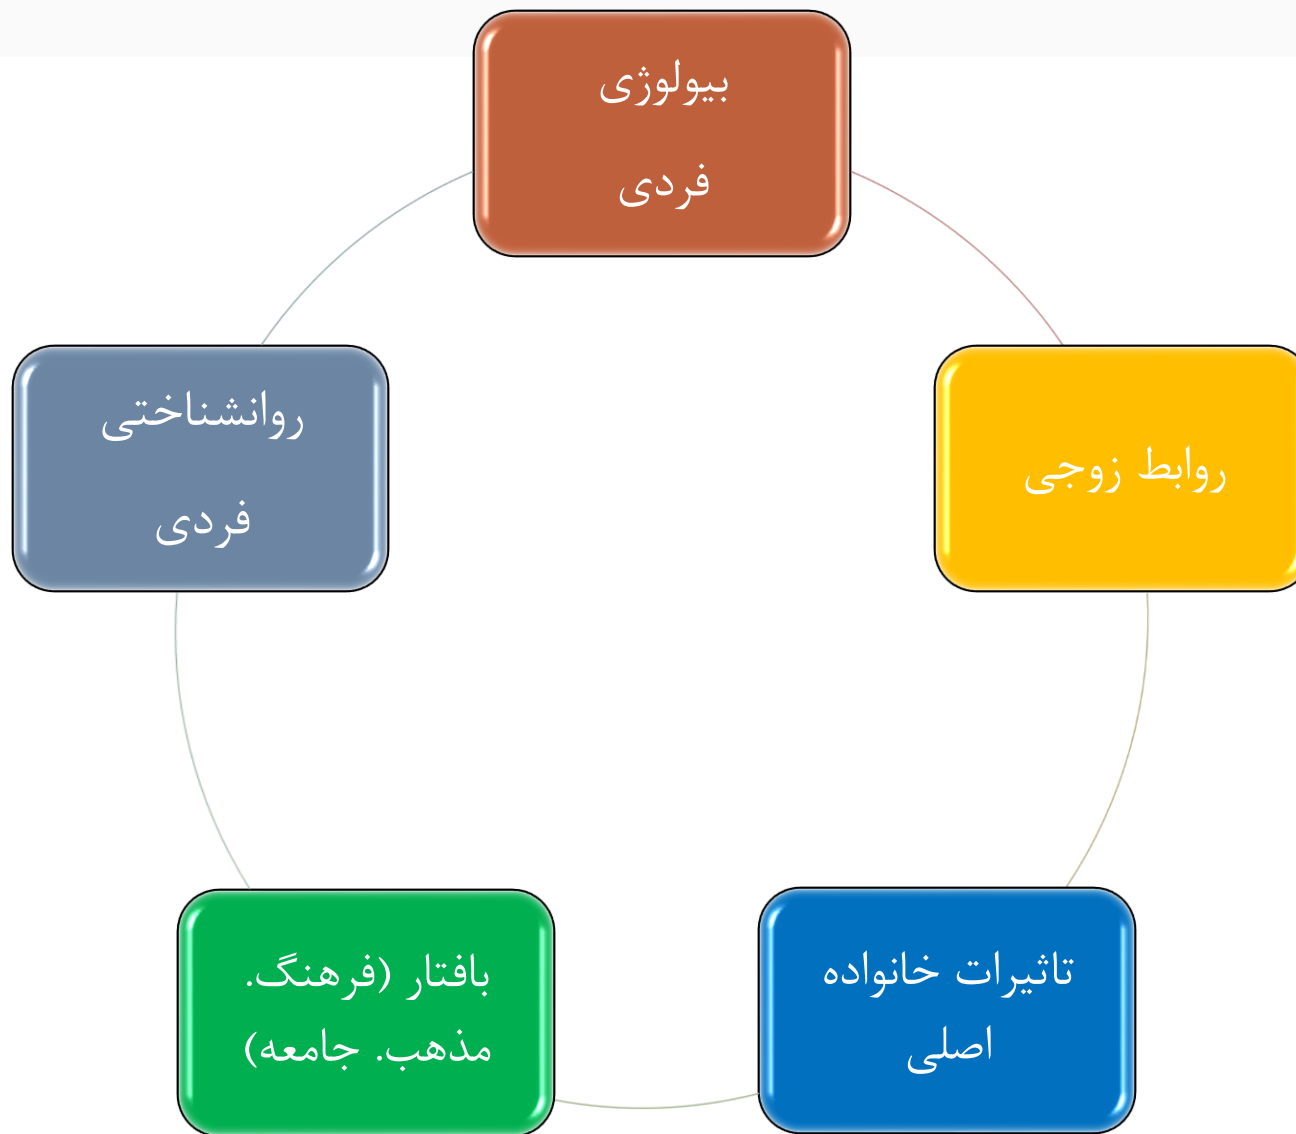 بیولوژی
فردی
روابط زوجی
روانشناختی
فردی
تاثیرات خانواده
اصلی
بافتار (فرهنگ.
مذهب. جامعه)